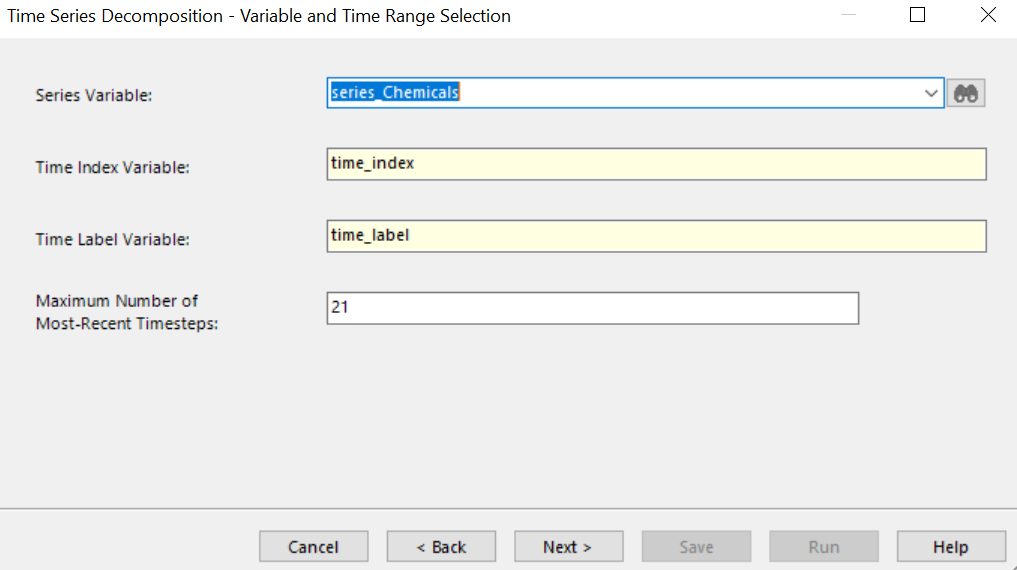 Time Series Decomposition - Variable and Time Range Selection
Series Variable:
series_Chemicals
Time Index Variable:
time_index
Time Label Variable:
time_label
Maximum Number of
Most-Recent Timesteps:
21
Cancel
< Back
Next >
Save
Run
Help